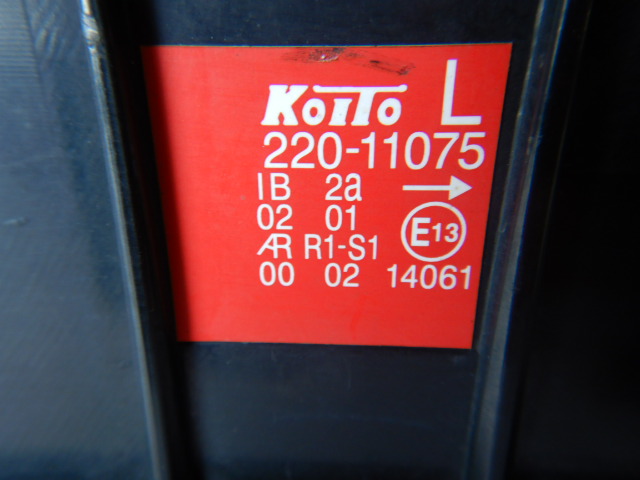 KOITO L
220-11075
IB 2a →
02 01
AR R1-S1 E13
00 02 14061